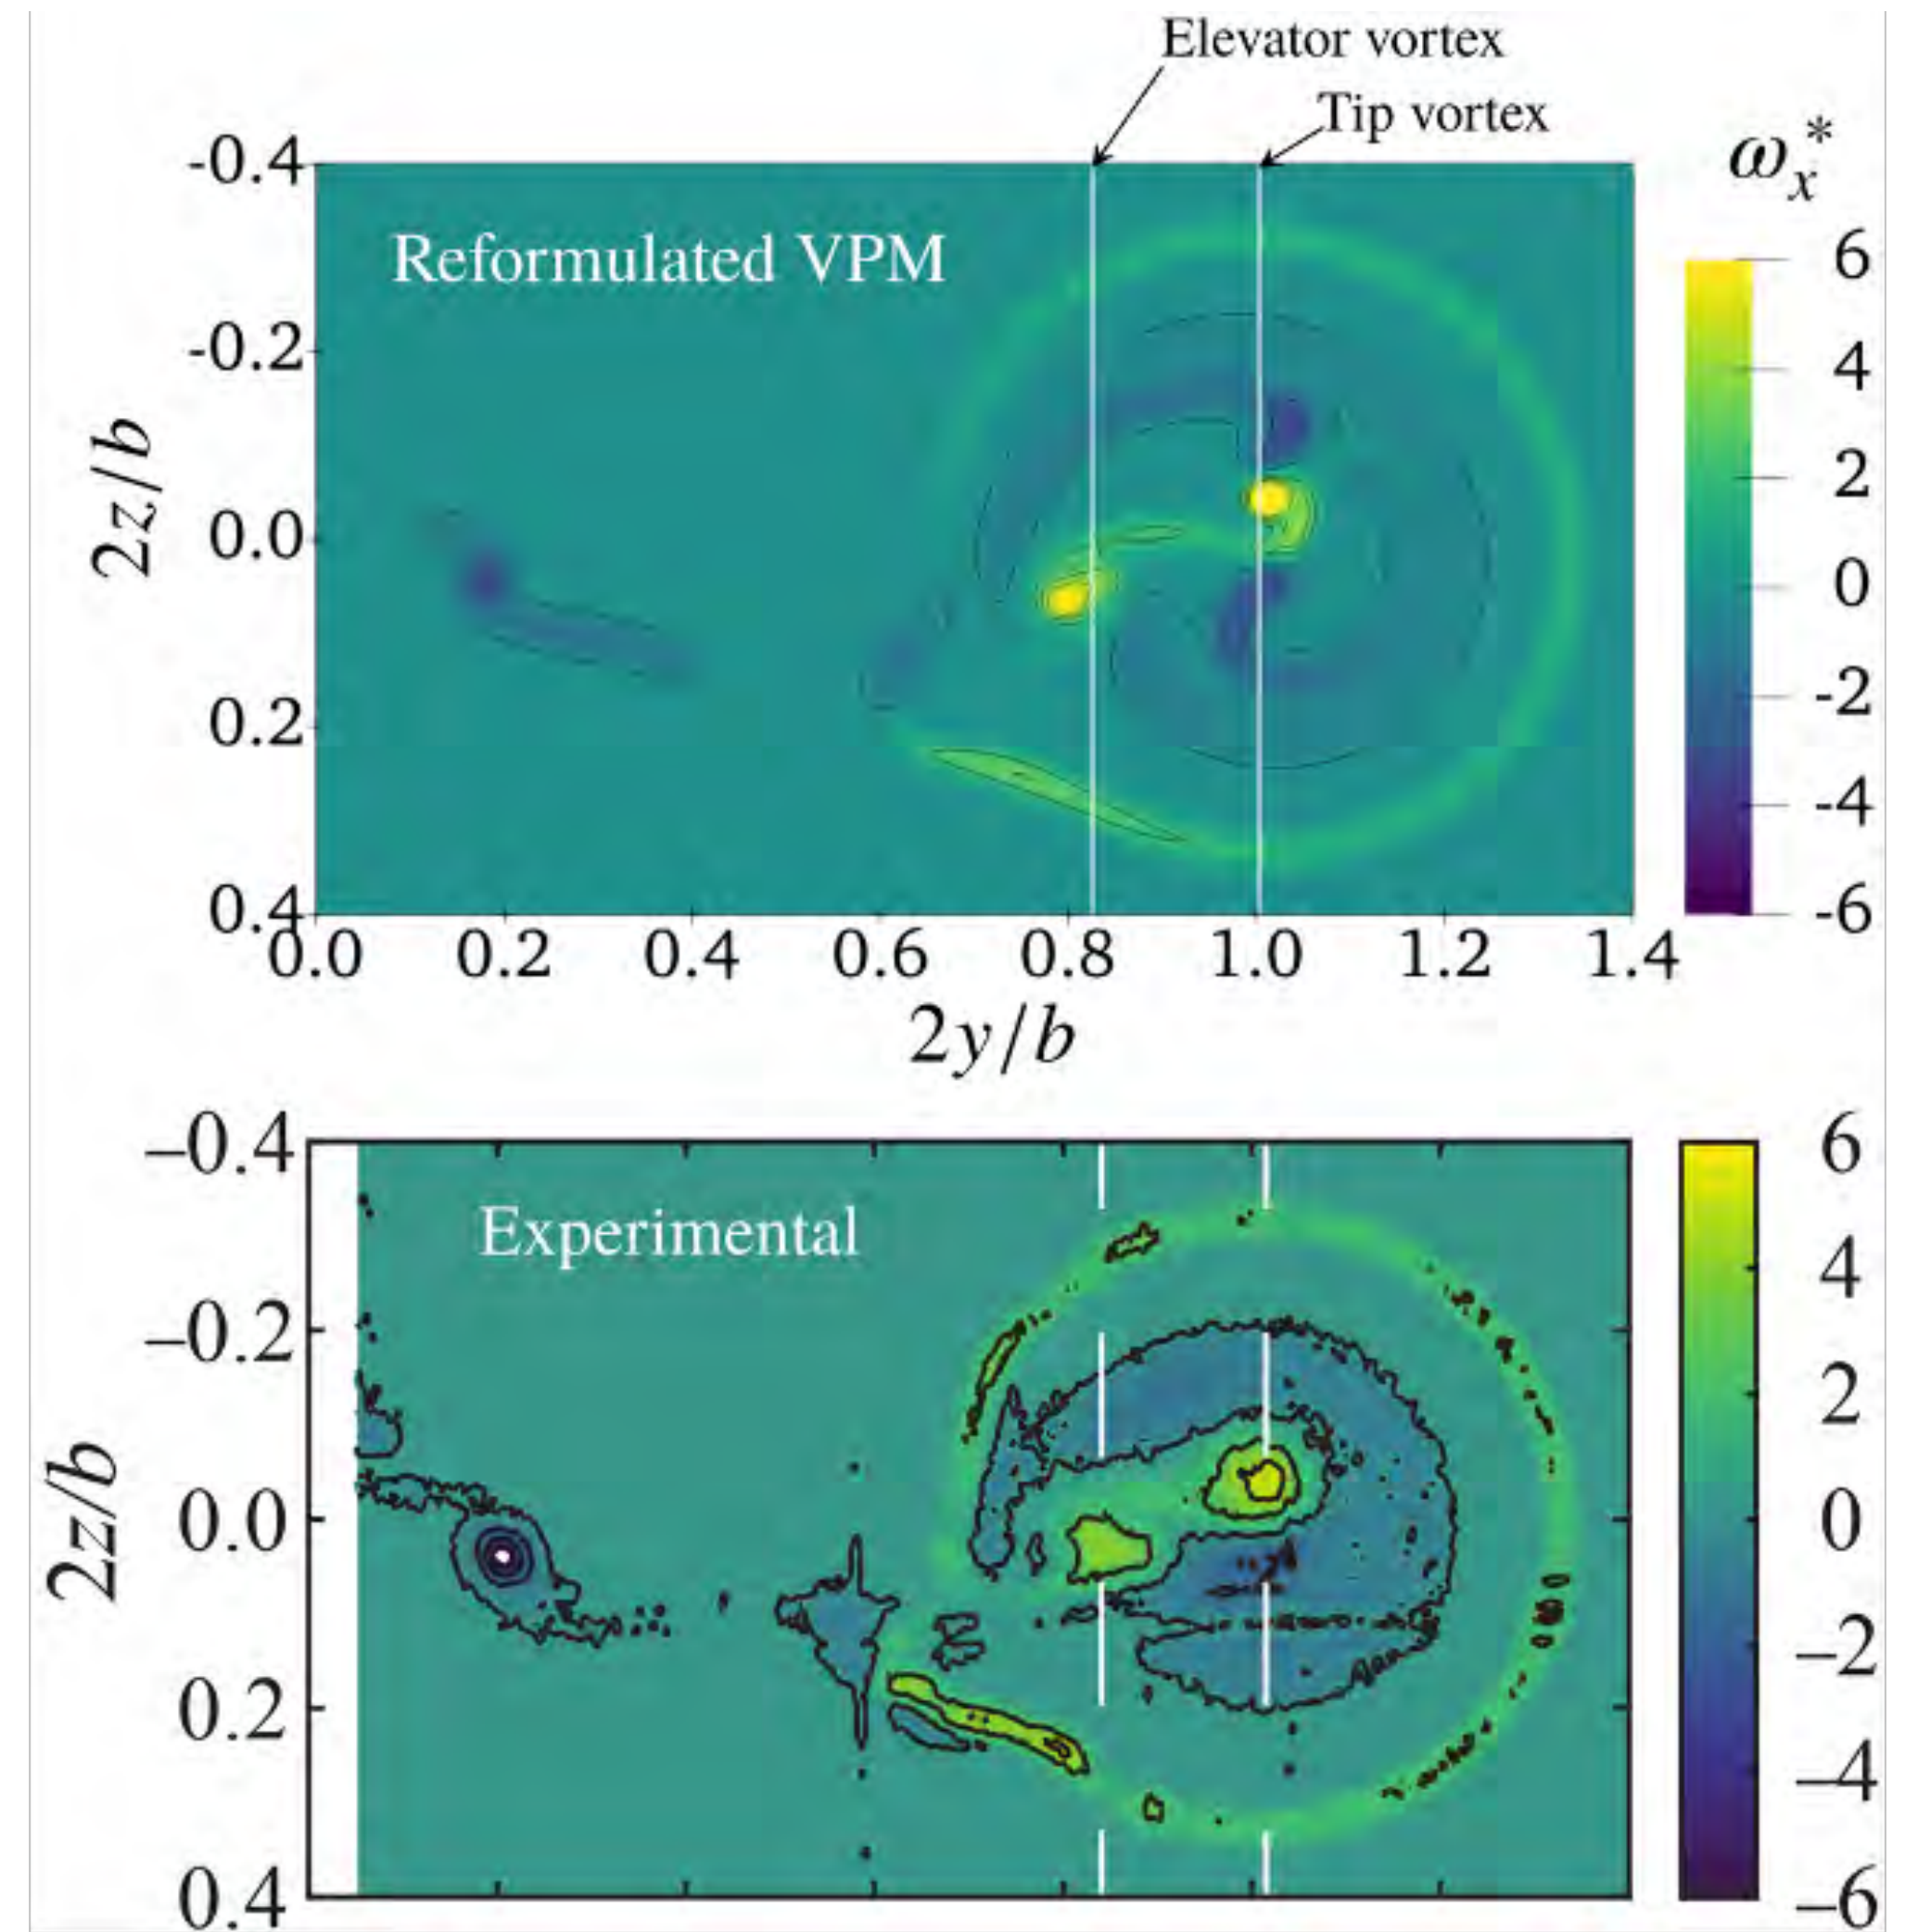 Elevator vortex
Tip vortex
ωx*
Reformulated VPM
-0.4
-0.2
0.0
0.2
0.4
2z/b
0.0 0.2 0.4 0.6 0.8 1.0 1.2 1.4
2y/b
6
4
2
0
-2
-4
-6
Experimental
−0.4
−0.2
0.0
0.2
0.4
2z/b
6
4
2
0
−2
−4
−6